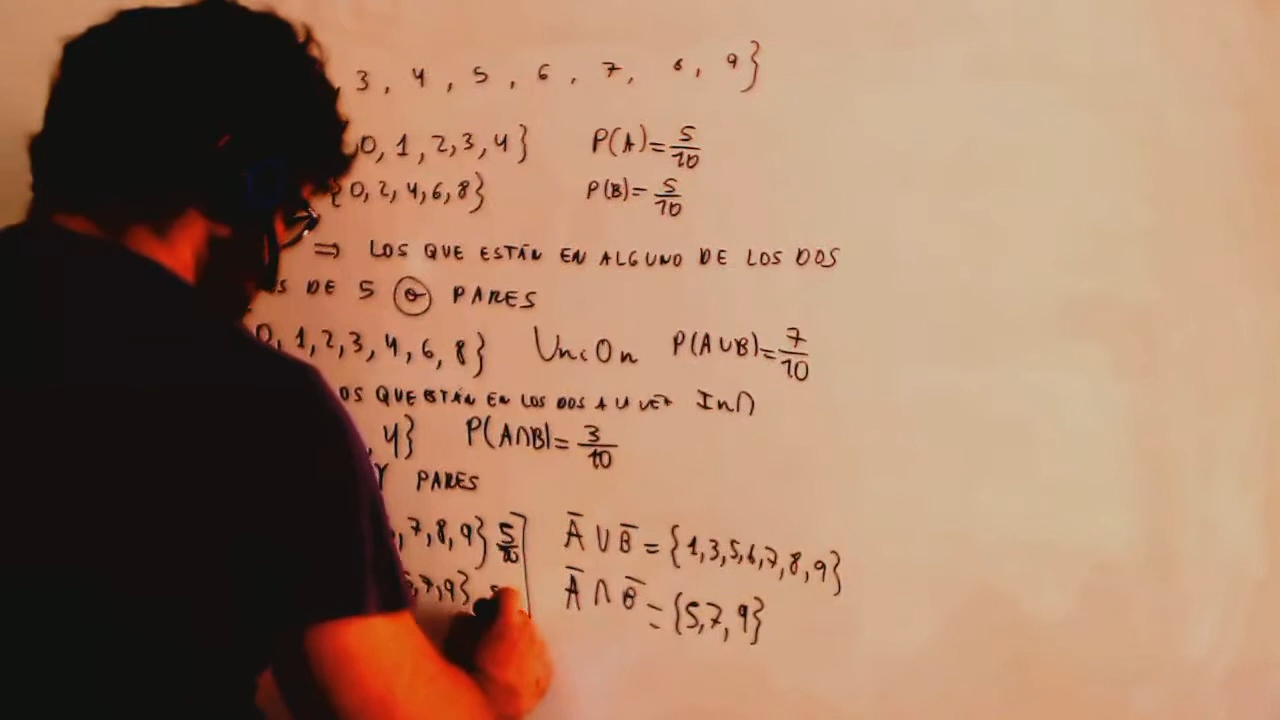 , 3 , 4 , 5 , 6 , 7 , 8 , 9 }
0, 1, 2, 3, 4 } P(A)= 5/10
{ 0, 2, 4, 6, 8 } P(B)= 5/10
⇒ LOS QUE ESTÁN EN ALGUNO DE LOS DOS
S DE 5 O PARES
0, 1, 2, 3, 4, 6, 8 } UniOn P(A∪B)= 7/10
OS QUE ESTÁN EN LOS DOS A LA VEZ In∩
, 4} P(A∩B)= 3/10
Y PARES
, 7, 8, 9} 5/10 A̅ ∪ B̅ = {1,3,5,6,7,8,9}
5,7,9} A̅ ∩ B̅ = {5,7,9}